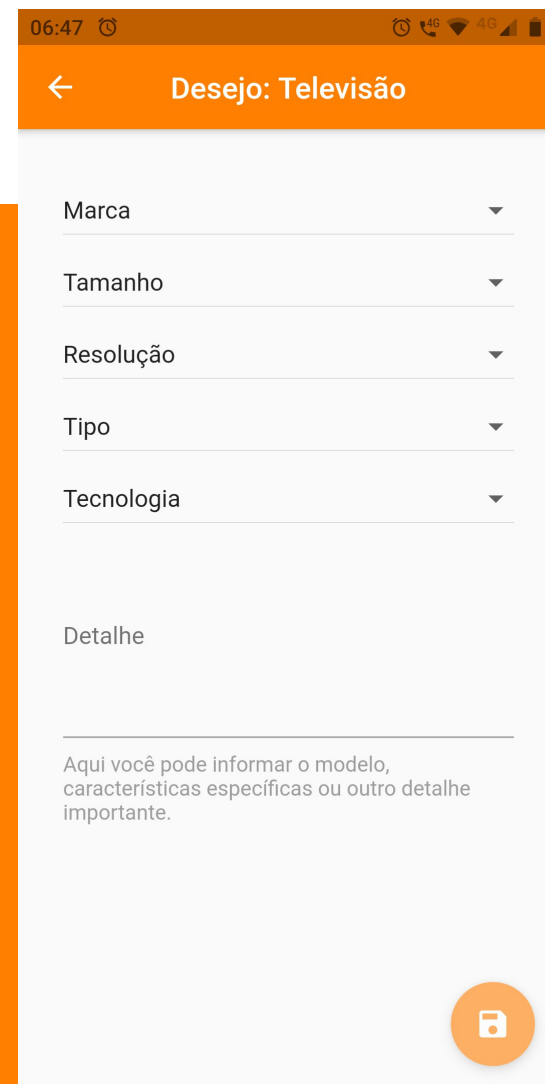 06:47 4G 4G
Desejo: Televisão
Marca
Tamanho
Resolução
Tipo
Tecnologia
Detalhe
Aqui você pode informar o modelo,
características específicas ou outro detalhe
importante.